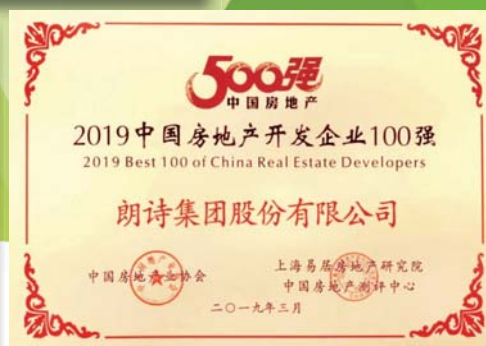 500强
中国房地产
2019中国房地产开发企业100强
2019 Best 100 of China Real Estate Developers
朗诗集团股份有限公司
中国房地产业协会
上海易居房地产研究院
中国房地产测评中心
二〇一九年三月